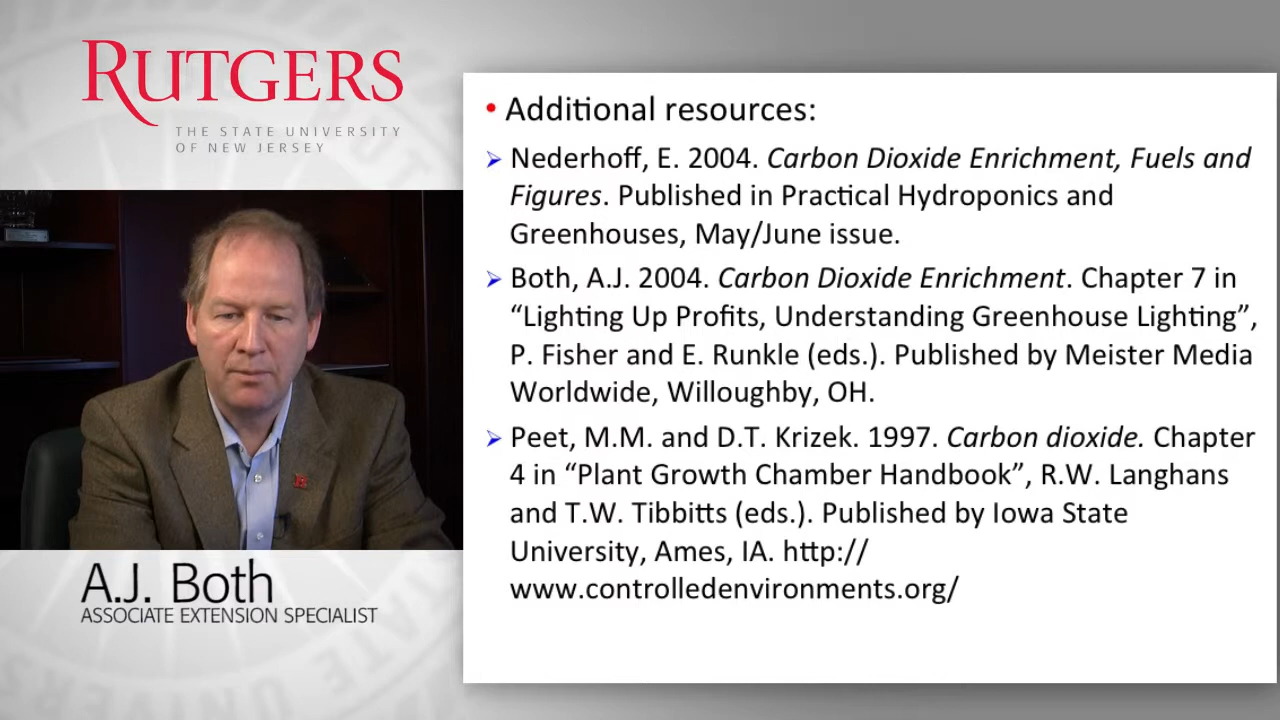 RUTGERS
THE STATE UNIVERSITY
OF NEW JERSEY
• Additional resources:
➢ Nederhoff, E. 2004. Carbon Dioxide Enrichment, Fuels and
Figures. Published in Practical Hydroponics and
Greenhouses, May/June issue.
➢ Both, A.J. 2004. Carbon Dioxide Enrichment. Chapter 7 in
“Lighting Up Profits, Understanding Greenhouse Lighting”,
P. Fisher and E. Runkle (eds.). Published by Meister Media
Worldwide, Willoughby, OH.
➢ Peet, M.M. and D.T. Krizek. 1997. Carbon dioxide. Chapter
4 in “Plant Growth Chamber Handbook”, R.W. Langhans
and T.W. Tibbitts (eds.). Published by Iowa State
University, Ames, IA. http://
www.controlledenvironments.org/
A.J. Both
ASSOCIATE EXTENSION SPECIALIST